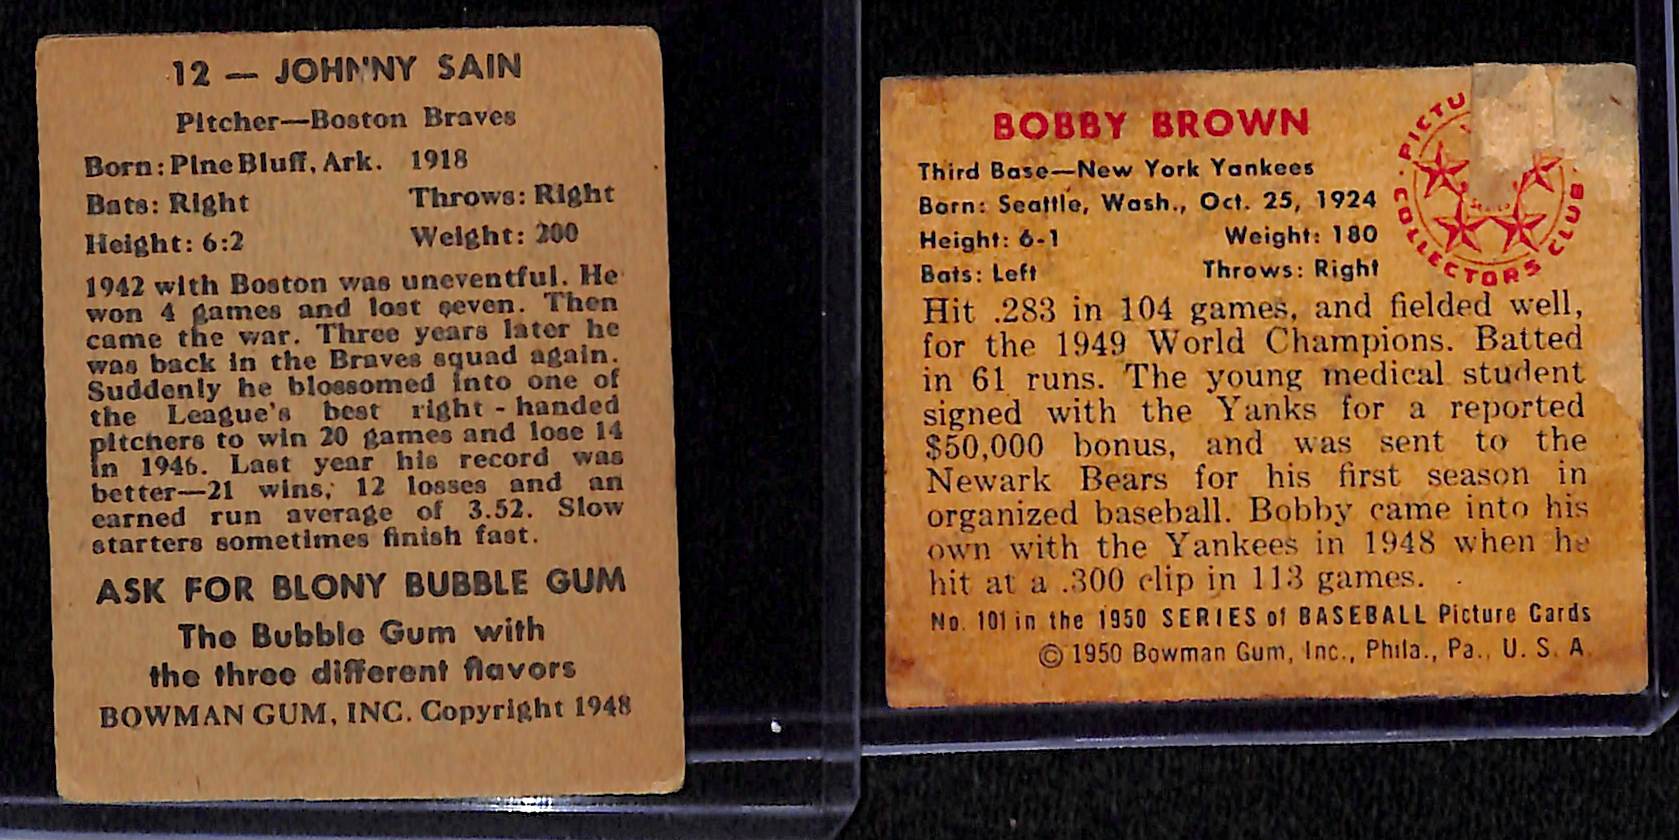 12 — JOHNNY SAIN
Pitcher—Boston Braves
Born: Pine Bluff, Ark. 1918
Bats: Right Throws: Right
Height: 6:2 Weight: 200
1942 with Boston was uneventful. He
won 4 games and lost seven. Then
came the war. Three years later he
was back in the Braves squad again.
Suddenly he blossomed into one of
the League's best right - handed
pitchers to win 20 games and lose 14
in 1946. Last year his record was
better—21 wins, 12 losses and an
earned run average of 3.52. Slow
starters sometimes finish fast.
ASK FOR BLONY BUBBLE GUM
The Bubble Gum with
the three different flavors
BOWMAN GUM, INC. Copyright 1948
BOBBY BROWN
Third Base—New York Yankees
Born: Seattle, Wash., Oct. 25, 1924
Height: 6-1 Weight: 180
Bats: Left Throws: Right
COLLECTORS CLUB
Hit .283 in 104 games, and fielded well,
for the 1949 World Champions. Batted
in 61 runs. The young medical student
signed with the Yanks for a reported
$50,000 bonus, and was sent to the
Newark Bears for his first season in
organized baseball. Bobby came into his
own with the Yankees in 1948 when he
hit at a .300 clip in 113 games.
No. 101 in the 1950 SERIES of BASEBALL Picture Cards
© 1950 Bowman Gum, Inc., Phila., Pa., U. S. A.